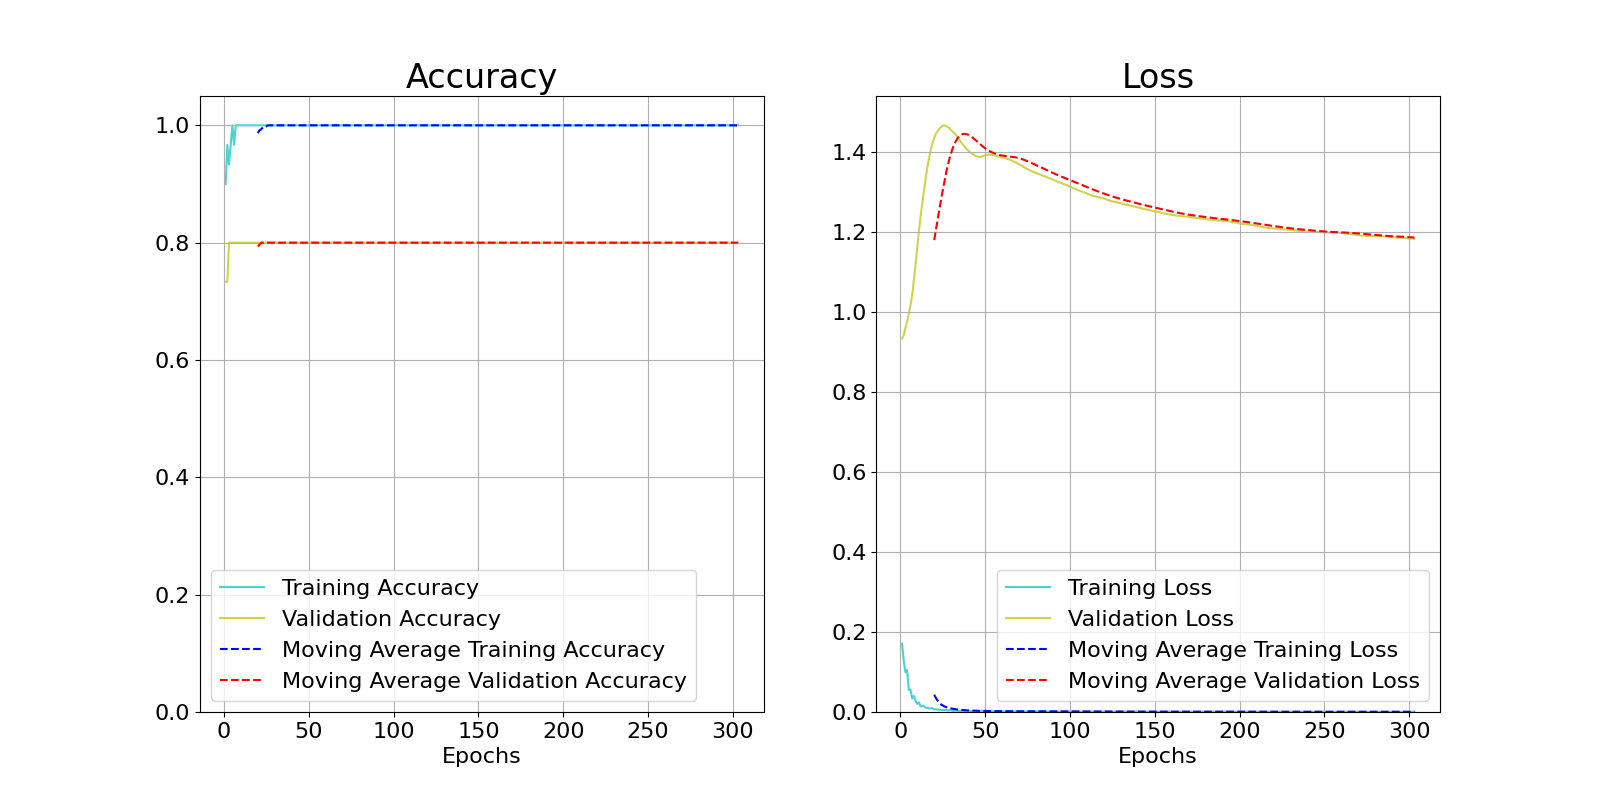 Accuracy
1.0
0.8
0.6
0.4
0.2
0.0
0 50 100 150 200 250 300
Epochs
Training Accuracy
Validation Accuracy
Moving Average Training Accuracy
Moving Average Validation Accuracy
Loss
1.4
1.2
1.0
0.8
0.6
0.4
0.2
0.0
0 50 100 150 200 250 300
Epochs
Training Loss
Validation Loss
Moving Average Training Loss
Moving Average Validation Loss